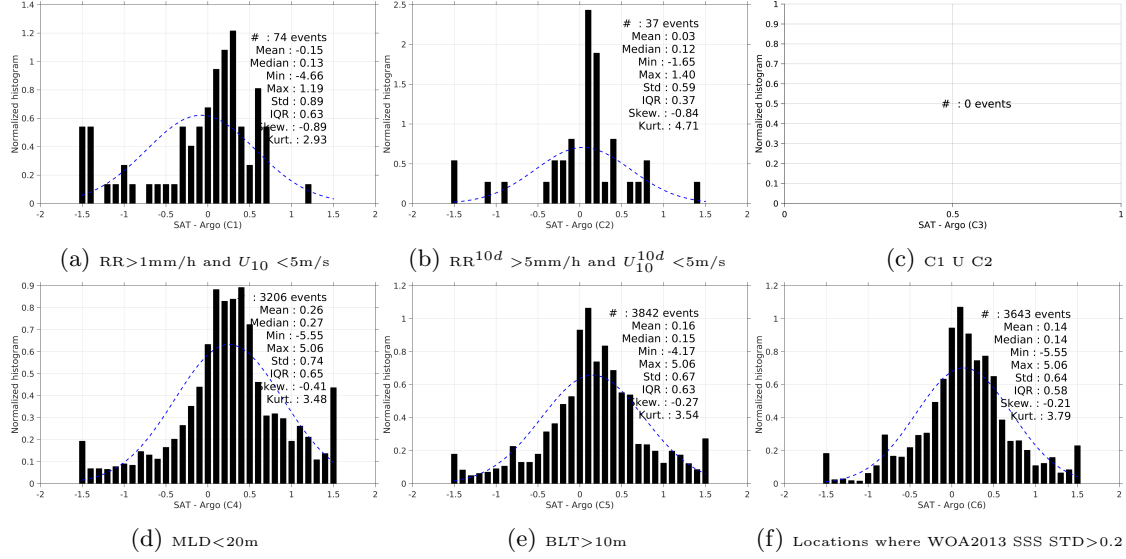 1.4
1.2
1
0.8
0.6
0.4
0.2
0
-2
-1.5
-1
-0.5
0
0.5
1
1.5
2
Normalized histogram
SAT - Argo (C1)
# : 74 events
Mean : -0.15
Median : 0.13
Min : -4.66
Max : 1.19
Std : 0.89
IQR : 0.63
Skew. : -0.89
Kurt. : 2.93
(a) RR>1mm/h and U10 <5m/s
2.5
2
1.5
1
0.5
0
-2
-1.5
-1
-0.5
0
0.5
1
1.5
2
Normalized histogram
SAT - Argo (C2)
# : 37 events
Mean : 0.03
Median : 0.12
Min : -1.65
Max : 1.40
Std : 0.59
IQR : 0.37
Skew. : -0.84
Kurt. : 4.71
(b) RR10d >5mm/h and U10d10 <5m/s
1
0.9
0.8
0.7
0.6
0.5
0.4
0.3
0.2
0.1
0
0
0.5
1
Normalized histogram
SAT - Argo (C3)
# : 0 events
(c) C1 U C2
0.9
0.8
0.7
0.6
0.5
0.4
0.3
0.2
0.1
0
-2
-1.5
-1
-0.5
0
0.5
1
1.5
2
Normalized histogram
SAT - Argo (C4)
: 3206 events
Mean : 0.26
Median : 0.27
Min : -5.55
Max : 5.06
Std : 0.74
IQR : 0.65
Skew. : -0.41
Kurt. : 3.48
(d) MLD<20m
1.2
1
0.8
0.6
0.4
0.2
0
-2
-1.5
-1
-0.5
0
0.5
1
1.5
2
Normalized histogram
SAT - Argo (C5)
# : 3842 events
Mean : 0.16
Median : 0.15
Min : -4.17
Max : 5.06
Std : 0.67
IQR : 0.63
Skew. : -0.27
Kurt. : 3.54
(e) BLT>10m
1.2
1
0.8
0.6
0.4
0.2
0
-2
-1.5
-1
-0.5
0
0.5
1
1.5
2
Normalized histogram
SAT - Argo (C6)
# : 3643 events
Mean : 0.14
Median : 0.14
Min : -5.55
Max : 5.06
Std : 0.64
IQR : 0.58
Skew. : -0.21
Kurt. : 3.79
(f) Locations where WOA2013 SSS STD>0.2